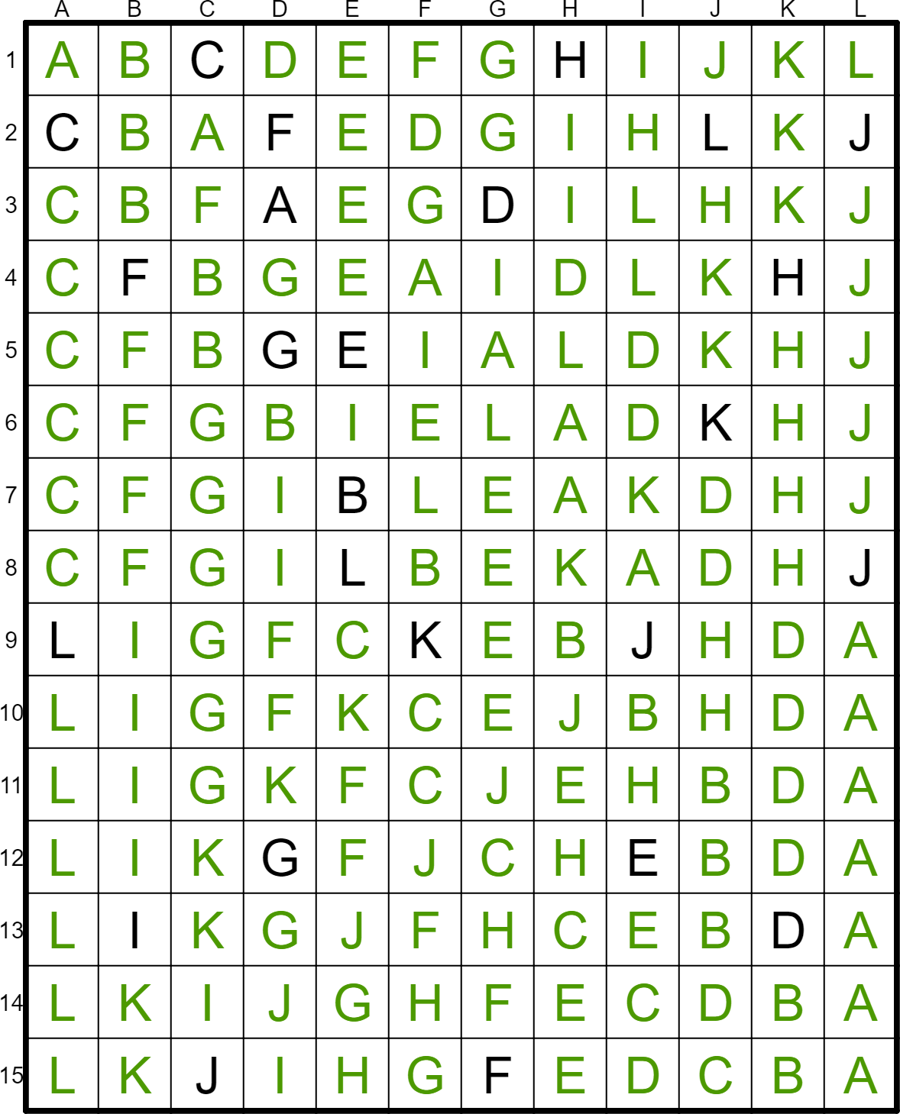 A B C D E F G H I J K L
1 A B C D E F G H I J K L
2 C B A F E D G I H L K J
3 C B F A E G D I L H K J
4 C F B G E A I D L K H J
5 C F B G E I A L D K H J
6 C F G B I E L A D K H J
7 C F G I B L E A K D H J
8 C F G I L B E K A D H J
9 L I G F C K E B J H D A
10 L I G F K C E J B H D A
11 L I G K F C J E H B D A
12 L I K G F J C H E B D A
13 L I K G J F H C E B D A
14 L K I J G H F E C D B A
15 L K J I H G F E D C B A